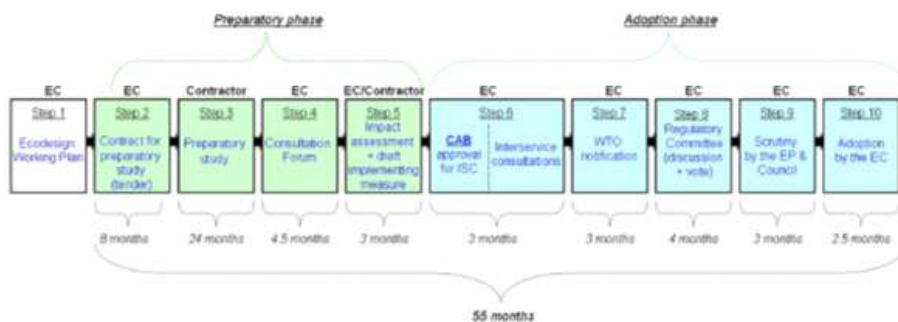 Preparatory phase
Adoption phase
EC
EC
Contractor
EC
EC/Contractor
EC
EC
EC
EC
EC
Step 1
Ecodesign
Working Plan
Step 2
Contract for
preparatory
study
(tender)
Step 3
Preparatory
study
Step 4
Consultation
Forum
Step 5
Impact
assessment
+ draft
implementing
measure
Step 6
CAB
approval
for ISC
Interservice
consultations
Step 7
WTO
notification
Step 8
Regulatory
Committee
(discussion
+ vote)
Step 9
Scrutiny
by the EP &
Council
Step 10
Adoption
by the EC
8 months
24 months
4.5 months
3 months
3 months
3 months
4 months
3 months
2.5 months
55 months